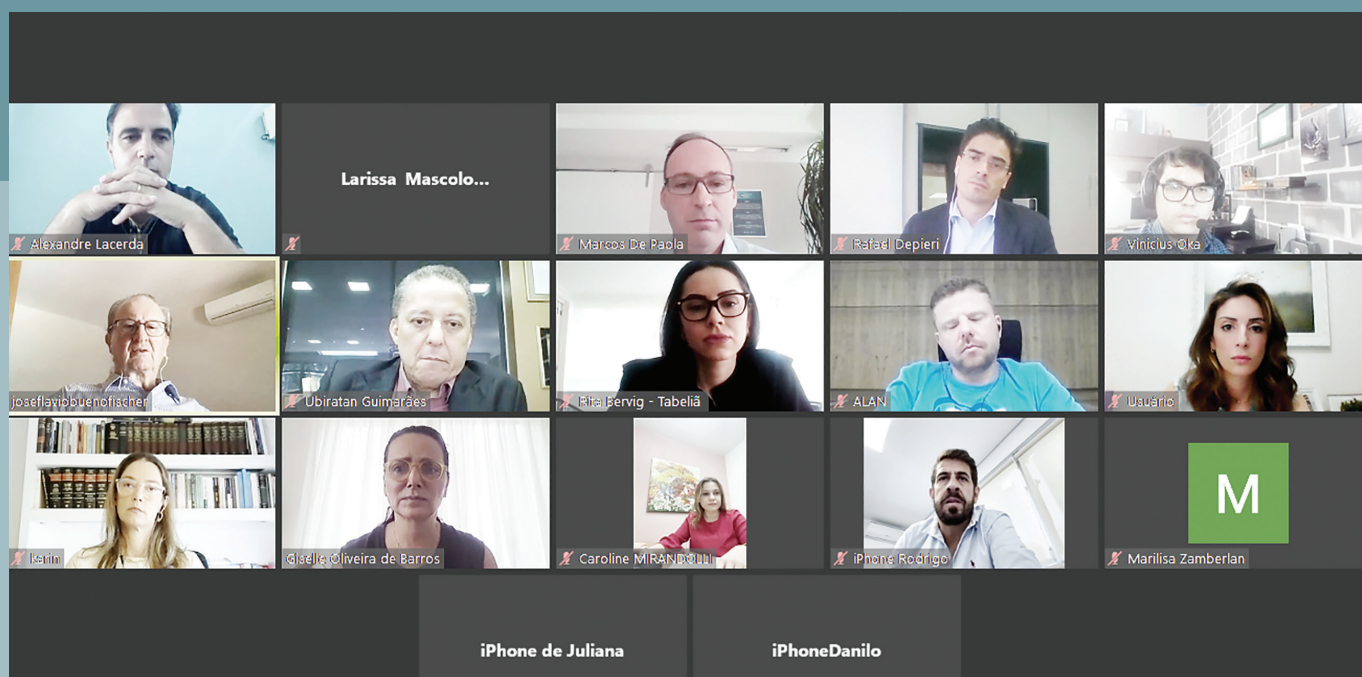 Alexandre Lacerda
Larissa Mascolo...
Marcos De Paola
Rafael Depieri
Vinicius Oka
joseflaviobuenofischer
Ubiratan Guimarães
Rita Bervig - Tabeliã
ALAN
Usuário
karin
Giselle Oliveira de Barros
Caroline MIRANDOLLI
iPhone Rodrigo
M
Marilisa Zamberlan
iPhone de Juliana
iPhoneDanilo